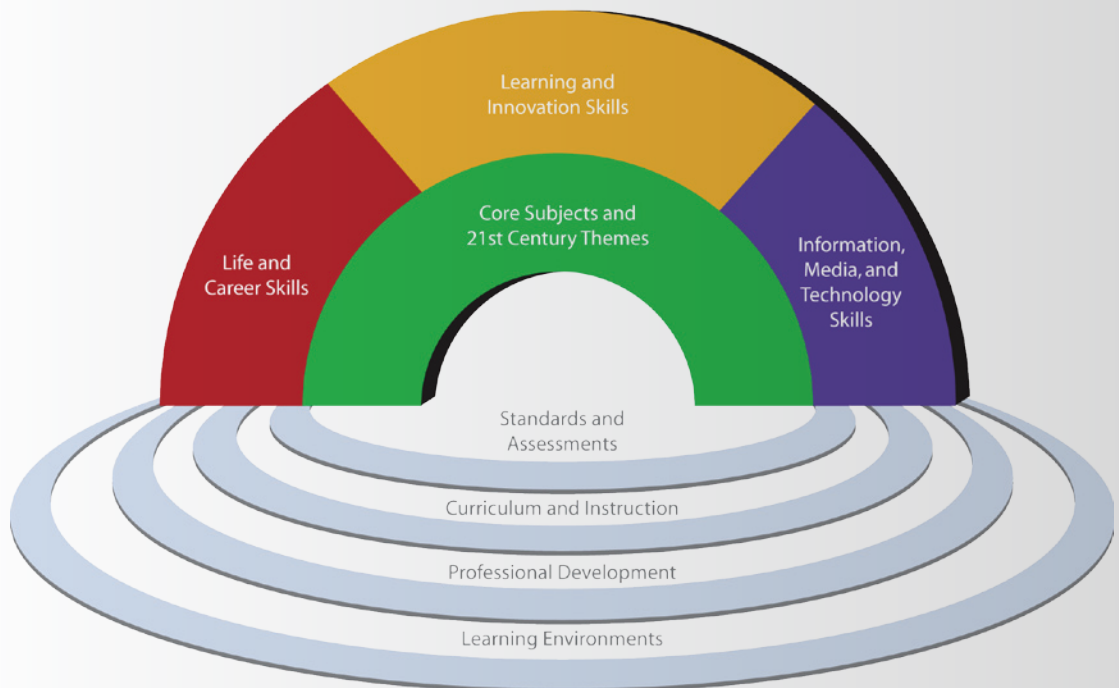 Learning and
Innovation Skills
Core Subjects and
21st Century Themes
Life and
Career Skills
Information,
Media, and
Technology
Skills
Standards and
Assessments
Curriculum and Instruction
Professional Development
Learning Environments